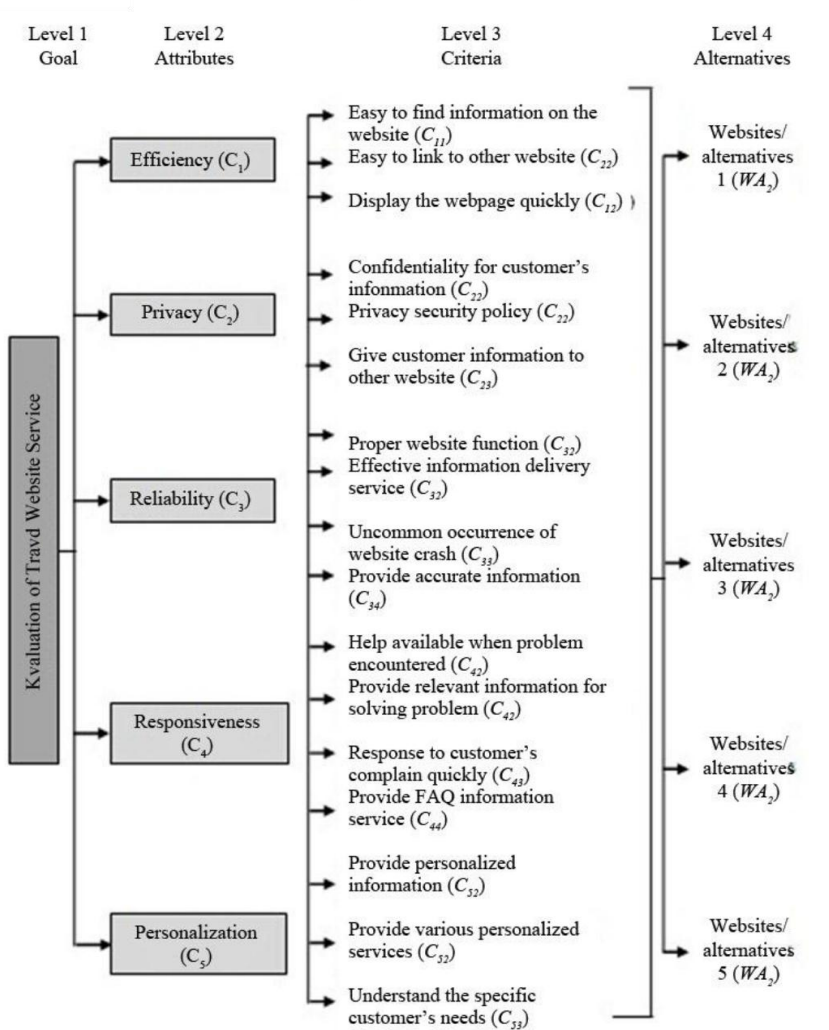 Level 1
Goal
Level 2
Attributes
Level 3
Criteria
Level 4
Alternatives
Kvaluation of Travd Website Service
Efficiency (C₁)
Privacy (C₂)
Reliability (C₃)
Responsiveness
(C₄)
Personalization
(C₅)
Easy to find information on the
website (C₁₁)
Easy to link to other website (C₂₂)
Display the webpage quickly (C₁₂) )
Confidentiality for customer’s
infonmation (C₂₂)
Privacy security policy (C₂₂)
Give customer information to
other website (C₂₃)
Proper website function (C₃₂)
Effective information delivery
service (C₃₂)
Uncommon occurrence of
website crash (C₃₃)
Provide accurate information
(C₃₄)
Help available when problem
encountered (C₄₂)
Provide relevant information for
solving problem (C₄₂)
Response to customer’s
complain quickly (C₄₃)
Provide FAQ information
service (C₄₄)
Provide personalized
information (C₅₂)
Provide various personalized
services (C₅₂)
Understand the specific
customer’s needs (C₅₃)
Websites/
alternatives
1 (WA₂)
Websites/
alternatives
2 (WA₂)
Websites/
alternatives
3 (WA₂)
Websites/
alternatives
4 (WA₂)
Websites/
alternatives
5 (WA₂)